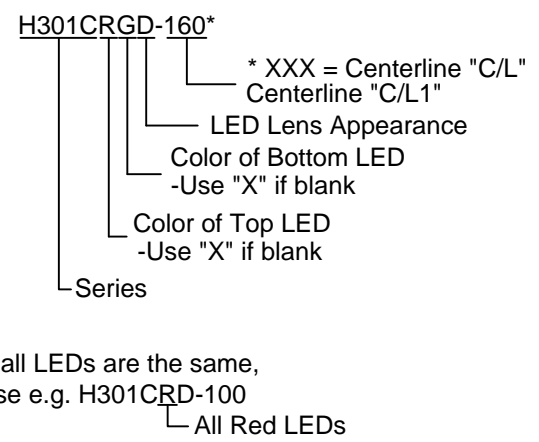 H301CRGD-160*
* XXX = Centerline "C/L"
Centerline "C/L1"
LED Lens Appearance
Color of Bottom LED
-Use "X" if blank
Color of Top LED
-Use "X" if blank
Series
all LEDs are the same,
e.g. H301CRD-100
All Red LEDs